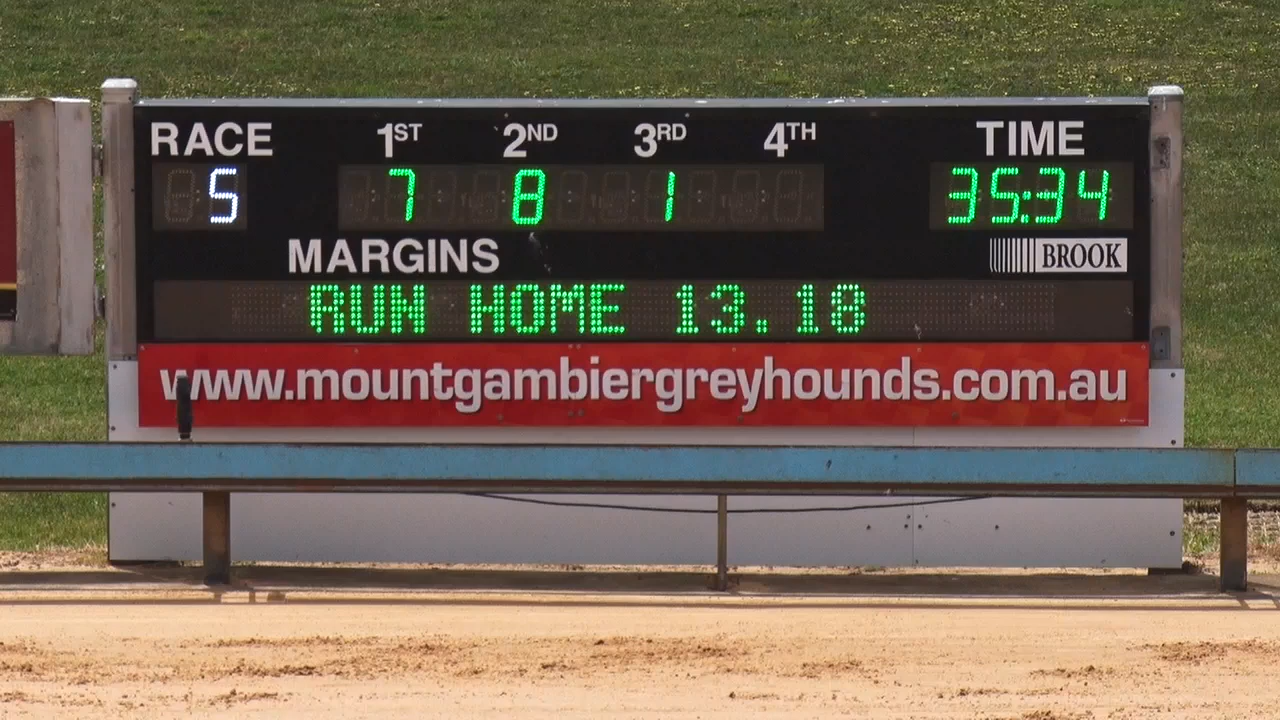 RACE 1ST 2ND 3RD 4TH TIME
5 7 8 1 35:34
MARGINS BROOK
RUN HOME 13.18
www.mountgambiergreyhounds.com.au